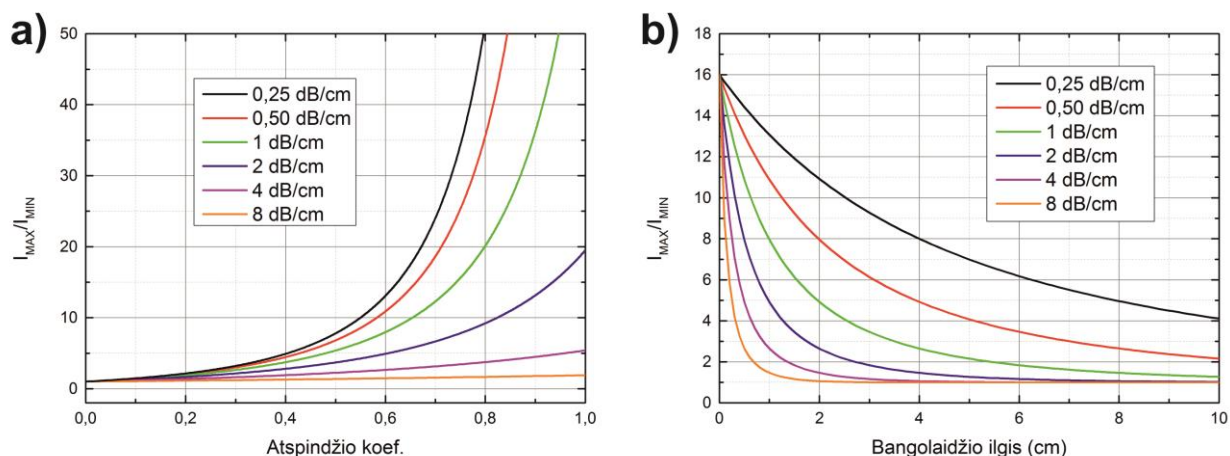 a)
50
40
30
20
10
0
I_MAX/I_MIN
0,25 dB/cm
0,50 dB/cm
1 dB/cm
2 dB/cm
4 dB/cm
8 dB/cm
0,0 0,2 0,4 0,6 0,8 1,0
Atspindžio koef.
b)
18
16
14
12
10
8
6
4
2
0
I_MAX/I_MIN
0,25 dB/cm
0,50 dB/cm
1 dB/cm
2 dB/cm
4 dB/cm
8 dB/cm
0 2 4 6 8 10
Bangolaidžio ilgis (cm)